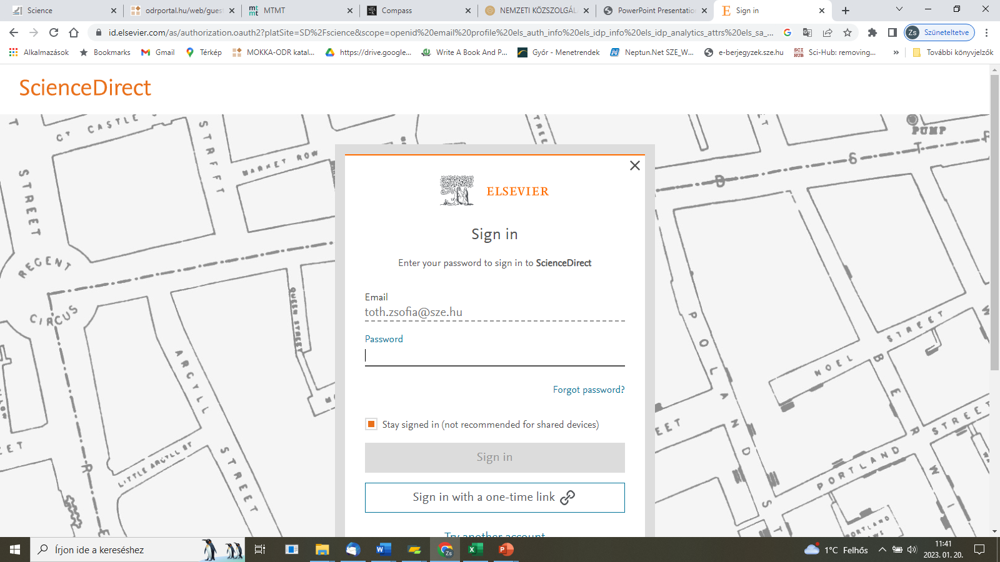 Science
odrportal.hu/web/gues
MTMT
Compass
NEMZETI KÖZSZOLGÁL
PowerPoint Presentation
Sign in
id.elsevier.com/as/authorization.oauth2?platSite=SD%2Fscience&scope=openid%20email%20profile%20els_auth_info%20els_idp_info%20els_idp_analytics_attrs%20els_sa_...
Zs Szüneteltetve
Alkalmazások
Bookmarks
Gmail
Térkép
MOKKA-ODR katal...
https://drive.google...
Write A Book And P...
Győr - Menetrendek
Neptun.Net SZE_W...
e-berjegyzek.sze.hu
SCI HUB Sci-Hub: removing...
»
További könyvjelzők
ScienceDirect
CASTLE
STREET
MARKET ROW
PUMP
STREET
REGENT
CIRCUS
QUEEN STREET
ARGYLL
STREET
LITTLE ARGYLL ST
POLAND
NOEL
STREET
PORTLAND
STREET
ELSEVIER
Sign in
Enter your password to sign in to ScienceDirect
Email
toth.zsofia@sze.hu
Password
Forgot password?
Stay signed in (not recommended for shared devices)
Sign in
Sign in with a one-time link
Try another account
Írjon ide a kereséshez
1°C Felhős
11:41
2023. 01. 20.